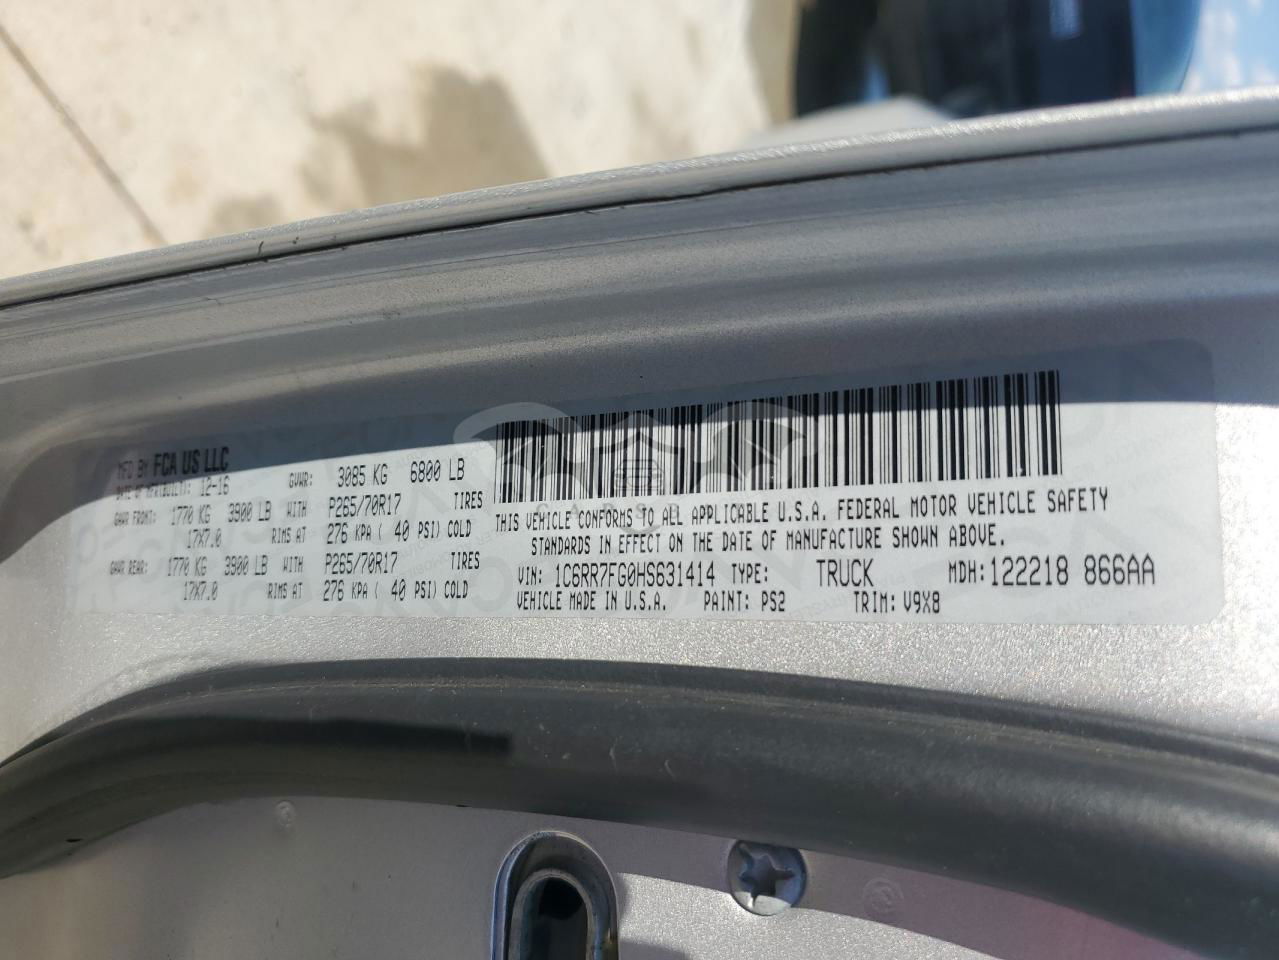 MFD BY FCA US LLC
DATE OF MFR: 12-16 GVWR: 3085 KG 6800 LB
GAWR FRONT: 1770 KG 3900 LB WITH P265/70R17 TIRES
17X7.0 RIMS AT 276 KPA ( 40 PSI) COLD
GAWR REAR: 1770 KG 3900 LB WITH P265/70R17 TIRES
17X7.0 RIMS AT 276 KPA ( 40 PSI) COLD
THIS VEHICLE CONFORMS TO ALL APPLICABLE U.S.A. FEDERAL MOTOR VEHICLE SAFETY
STANDARDS IN EFFECT ON THE DATE OF MANUFACTURE SHOWN ABOVE.
VIN: 1C6RR7FG0HS631414 TYPE: TRUCK MDH: 122218 866AA
VEHICLE MADE IN U.S.A. PAINT: PS2 TRIM: V9X8